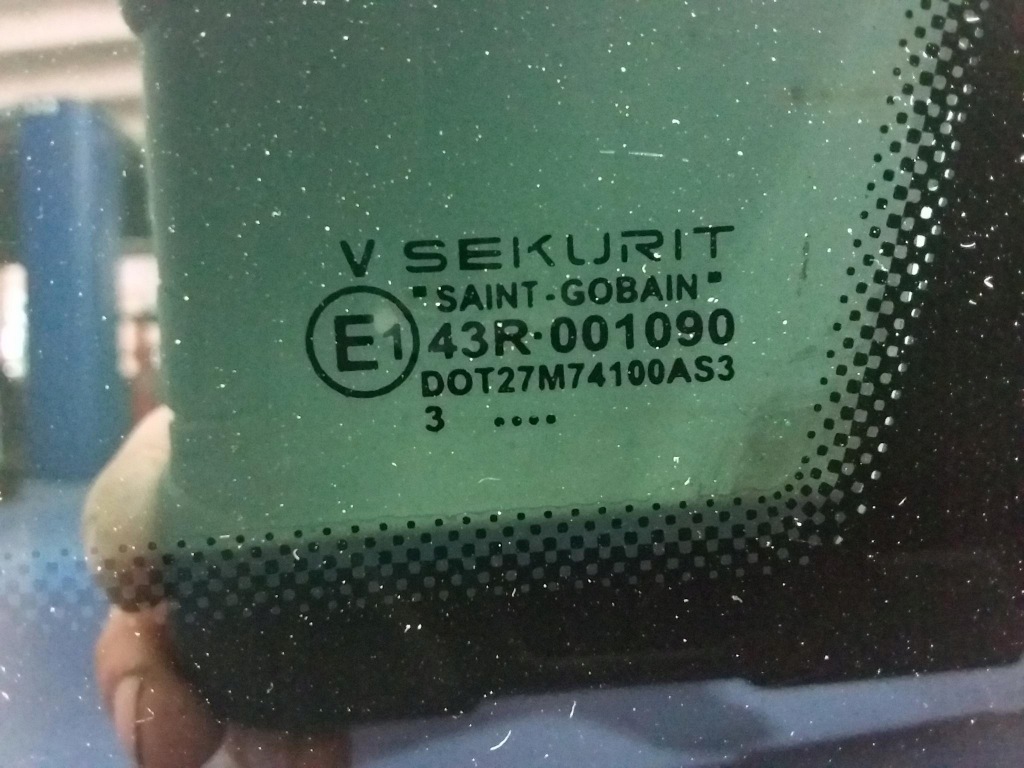 V SEKURIT
"SAINT-GOBAIN"
E1 43R-001090
DOT27M74100AS3
3 ....